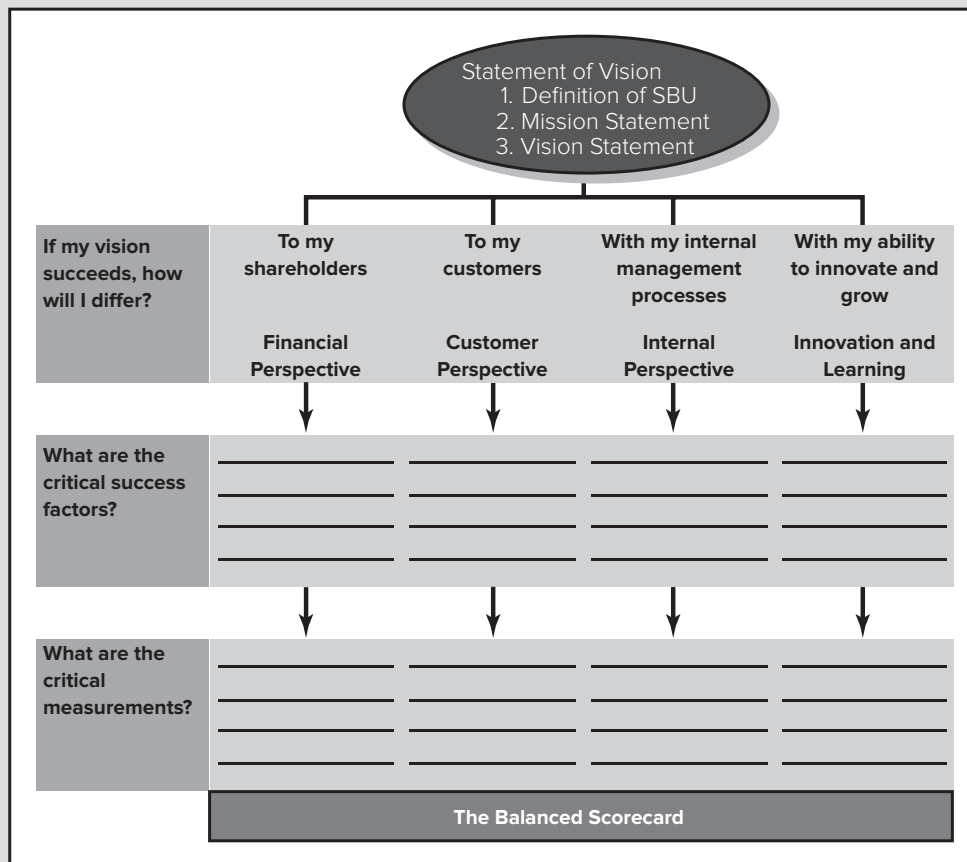 Statement of Vision
1. Definition of SBU
2. Mission Statement
3. Vision Statement
If my vision
succeeds, how
will I differ?
To my
shareholders
Financial
Perspective
To my
customers
Customer
Perspective
With my internal
management
processes
Internal
Perspective
With my ability
to innovate and
grow
Innovation and
Learning
What are the
critical success
factors?
What are the
critical
measurements?
The Balanced Scorecard